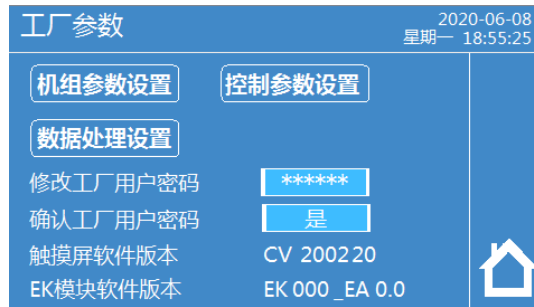 工厂参数
2020-06-08
星期一 18:55:25
机组参数设置 控制参数设置
数据处理设置
修改工厂用户密码 ******
确认工厂用户密码 是
触摸屏软件版本 CV 200220
EK模块软件版本 EK 000 _EA 0.0